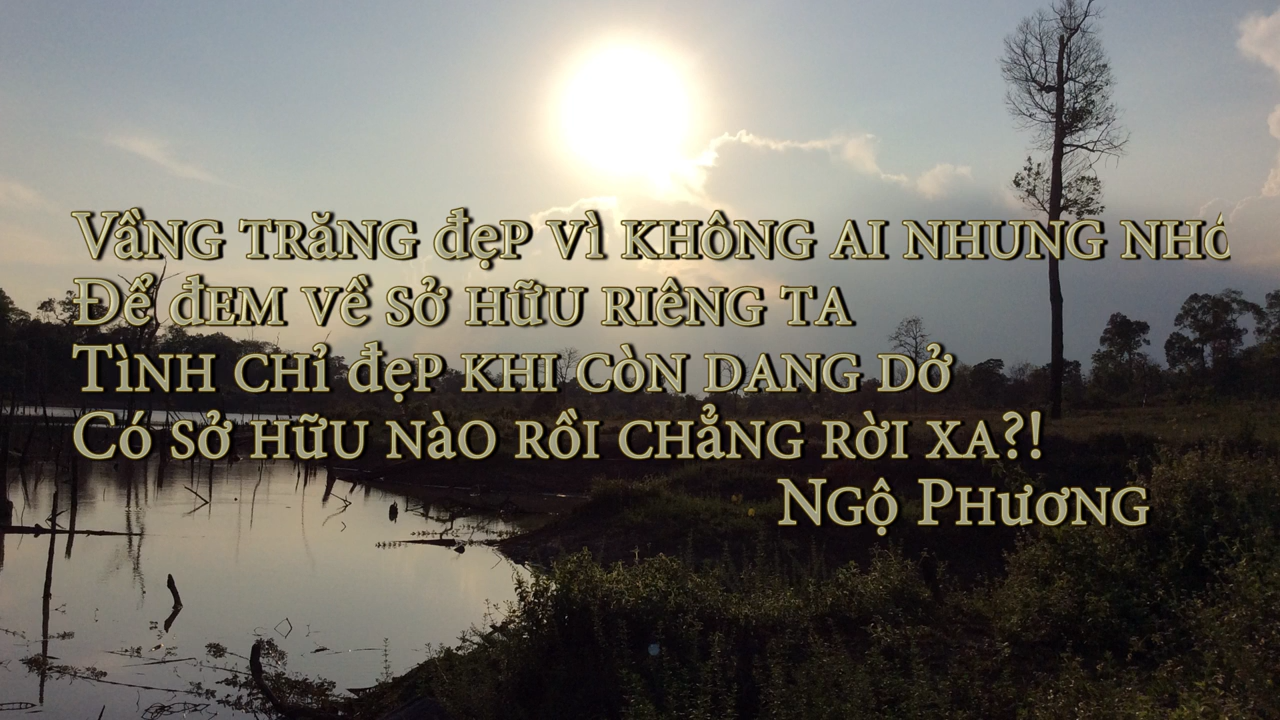 Vầng trăng đẹp vì không ai nhung
Để đem về sở hữu riêng ta
Tình chỉ đẹp khi còn dang dở
Có sở hữu nào rồi chẳng rời xa?!
Ngộ Phương